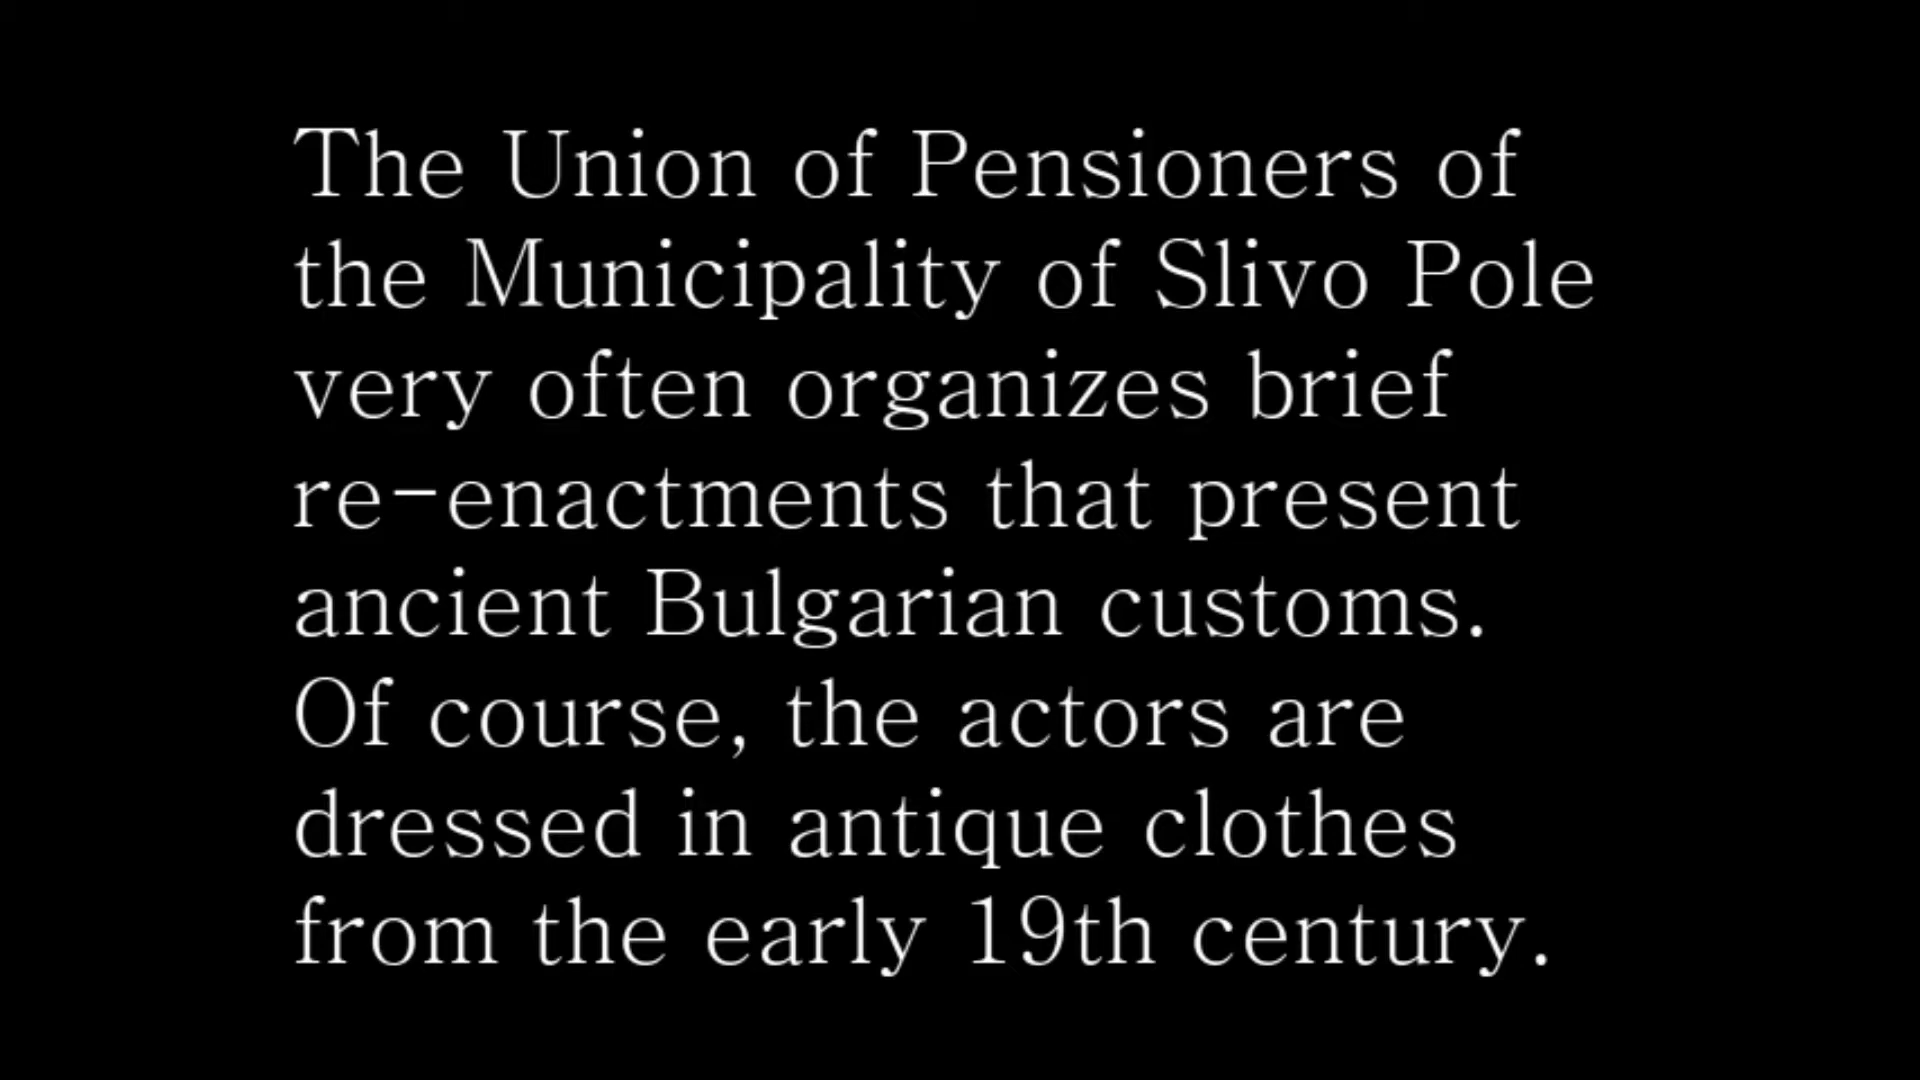 The Union of Pensioners of
the Municipality of Slivo Pole
very often organizes brief
re-enactments that present
ancient Bulgarian customs.
Of course, the actors are
dressed in antique clothes
from the early 19th century.